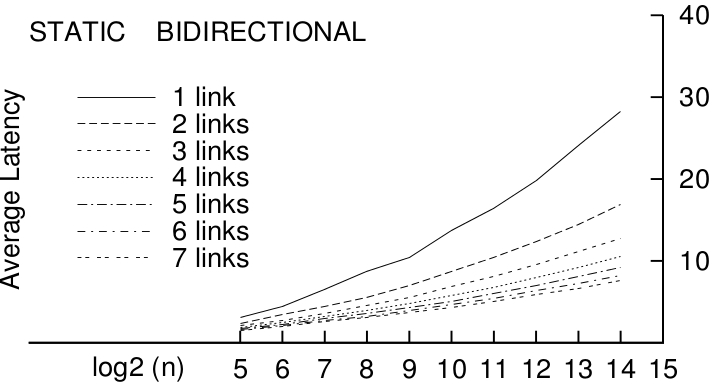 STATIC BIDIRECTIONAL
Average Latency
1 link
2 links
3 links
4 links
5 links
6 links
7 links
40
30
20
10
log2 (n)
5 6 7 8 9 10 11 12 13 14 15